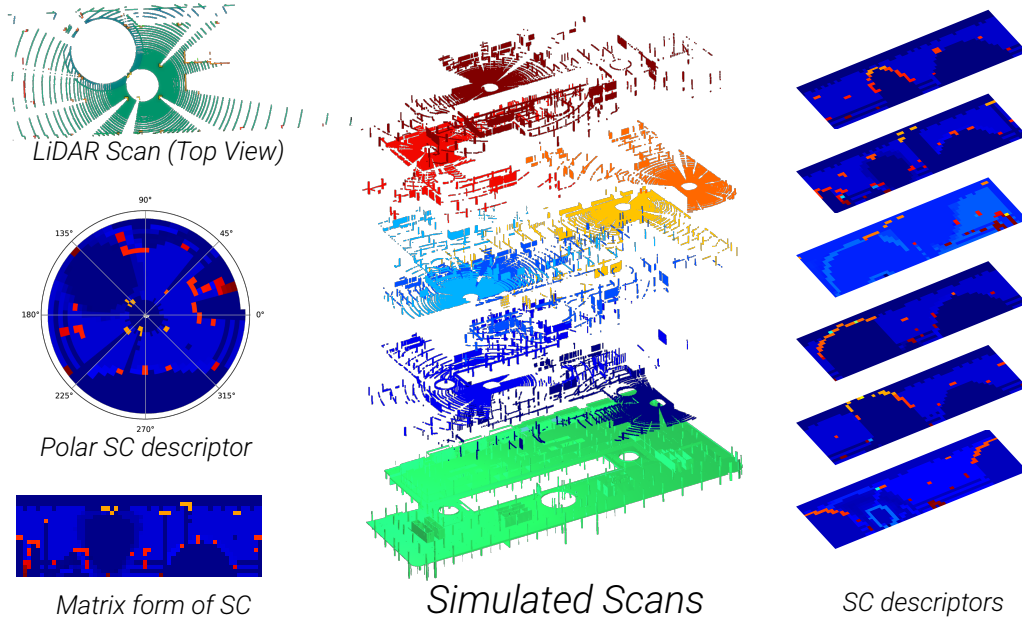 LiDAR Scan (Top View)
90°
135°
45°
180°
0°
225°
315°
270°
Polar SC descriptor
Matrix form of SC
Simulated Scans
SC descriptors